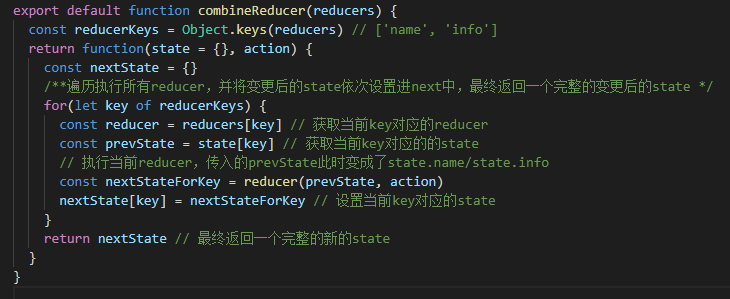 export default function combineReducer(reducers) {
const reducerKeys = Object.keys(reducers) // ['name', 'info']
return function(state = {}, action) {
const nextState = {}
/**遍历执行所有reducer，并将变更后的state依次设置进next中，最终返回一个完整的变更后的state */
for(let key of reducerKeys) {
const reducer = reducers[key] // 获取当前key对应的reducer
const prevState = state[key] // 获取当前key对应的的state
// 执行当前reducer，传入的prevState此时变成了state.name/state.info
const nextStateForKey = reducer(prevState, action)
nextState[key] = nextStateForKey // 设置当前key对应的state
}
return nextState // 最终返回一个完整的新的state
}
}